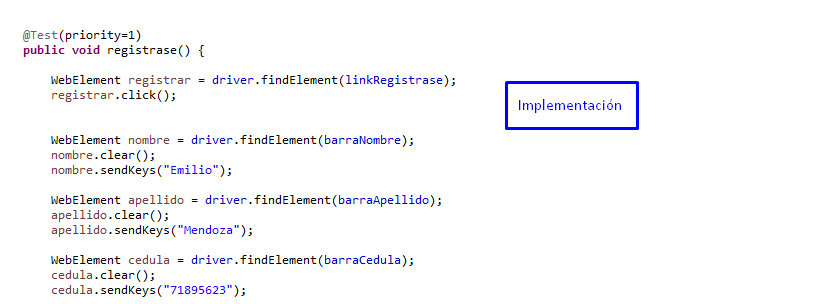 @Test(priority=1)
public void registrase() {
WebElement registrar = driver.findElement(linkRegistrase);
registrar.click();
Implementación
WebElement nombre = driver.findElement(barraNombre);
nombre.clear();
nombre.sendKeys("Emilio");
WebElement apellido = driver.findElement(barraApellido);
apellido.clear();
apellido.sendKeys("Mendoza");
WebElement cedula = driver.findElement(barraCedula);
cedula.clear();
cedula.sendKeys("71895623");